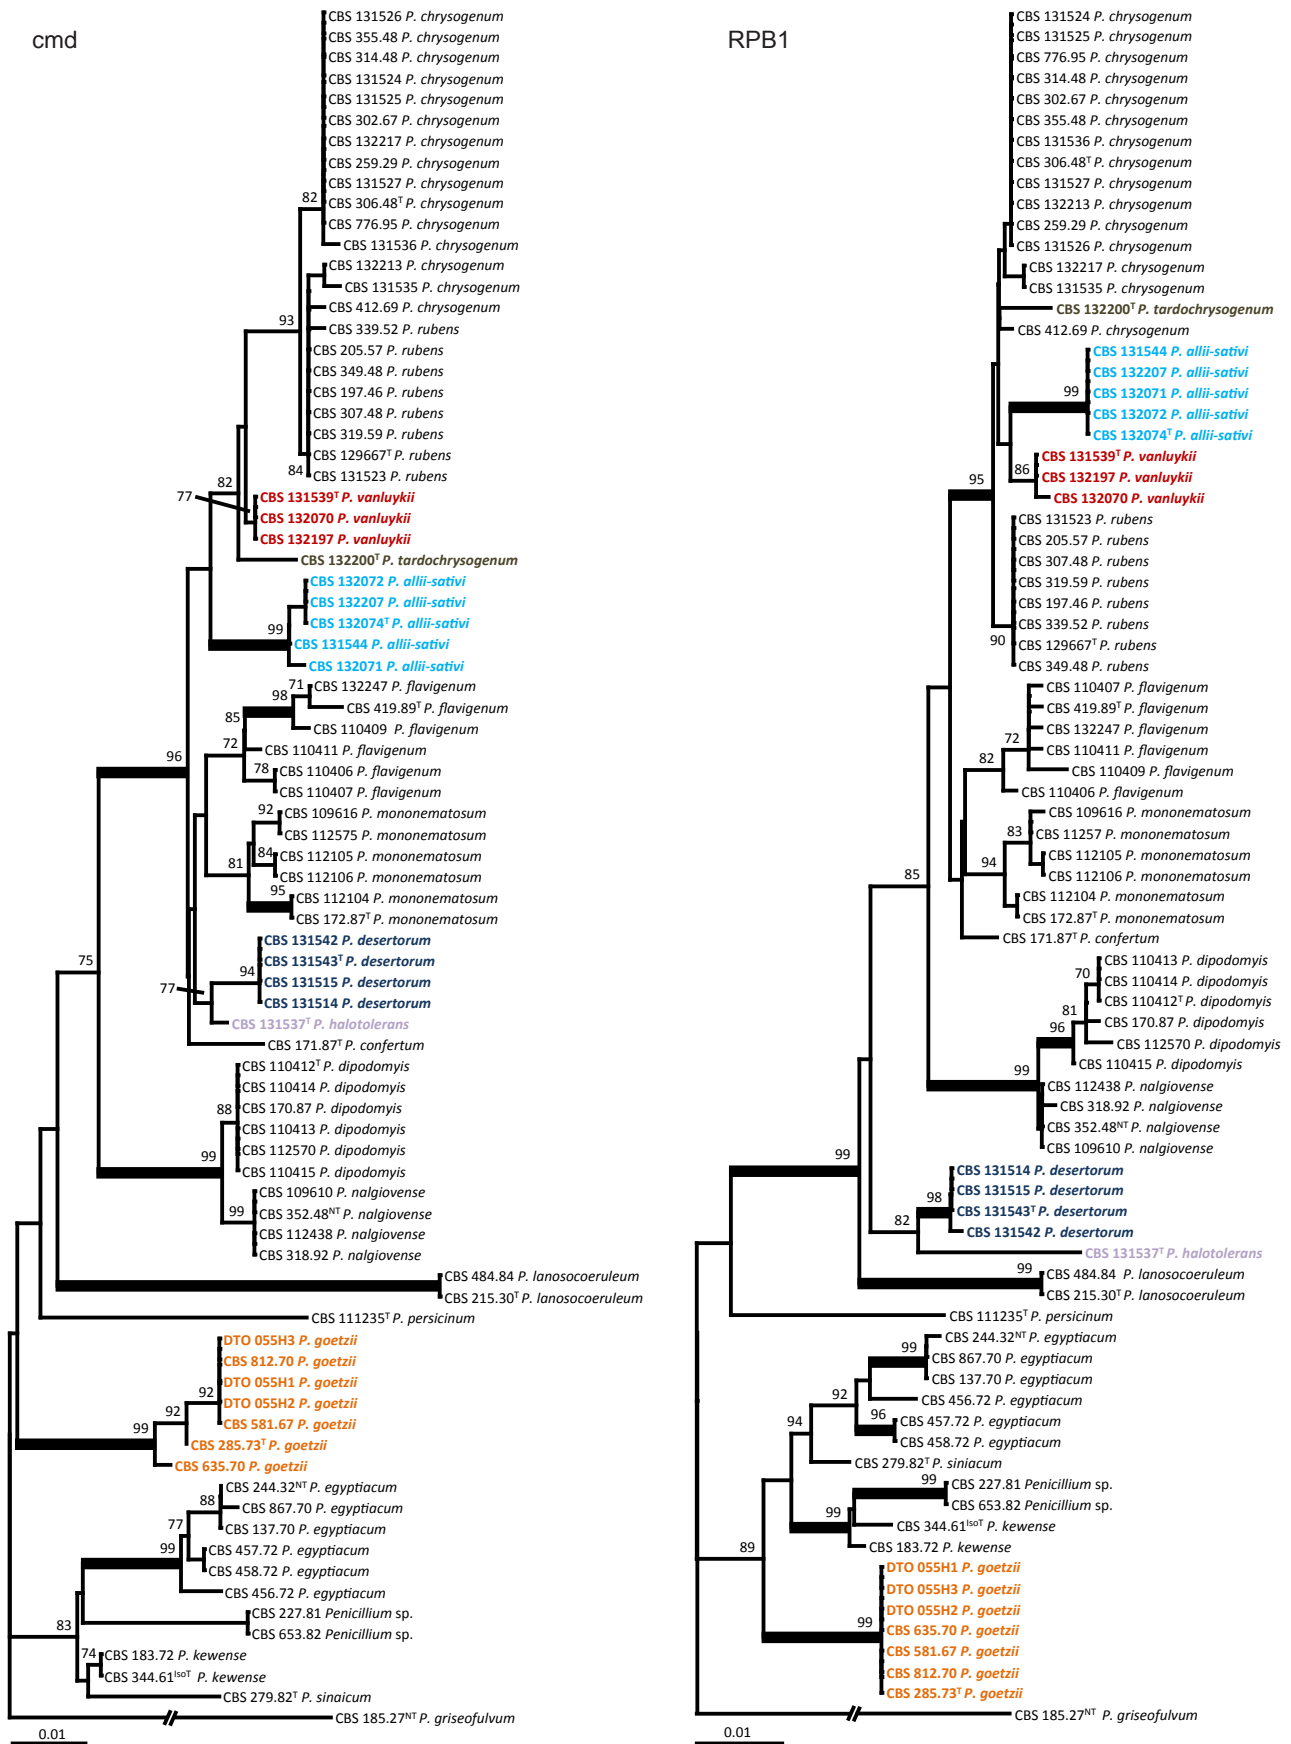 cmd
CBS 131526 P. chrysogenum
CBS 355.48 P. chrysogenum
CBS 314.48 P. chrysogenum
CBS 131524 P. chrysogenum
CBS 131525 P. chrysogenum
CBS 302.67 P. chrysogenum
CBS 132217 P. chrysogenum
CBS 259.29 P. chrysogenum
CBS 131527 P. chrysogenum
82
CBS 306.48T P. chrysogenum
CBS 776.95 P. chrysogenum
CBS 131536 P. chrysogenum
CBS 132213 P. chrysogenum
CBS 131535 P. chrysogenum
CBS 412.69 P. chrysogenum
93
CBS 339.52 P. rubens
CBS 205.57 P. rubens
CBS 349.48 P. rubens
CBS 197.46 P. rubens
CBS 307.48 P. rubens
CBS 319.59 P. rubens
CBS 129667T P. rubens
84
CBS 131523 P. rubens
82
77
CBS 131539T P. vanluykii
CBS 132070 P. vanluykii
CBS 132197 P. vanluykii
CBS 132200T P. tardochrysogenum
CBS 132072 P. allii-sativi
CBS 132207 P. allii-sativi
CBS 132074T P. allii-sativi
99
CBS 131544 P. allii-sativi
CBS 132071 P. allii-sativi
71
CBS 132247 P. flavigenum
98
CBS 419.89T P. flavigenum
85
CBS 110409 P. flavigenum
72
CBS 110411 P. flavigenum
96
78
CBS 110406 P. flavigenum
CBS 110407 P. flavigenum
92
CBS 109616 P. mononematosum
CBS 112575 P. mononematosum
84
CBS 112105 P. mononematosum
81
CBS 112106 P. mononematosum
95
CBS 112104 P. mononematosum
CBS 172.87T P. mononematosum
CBS 131542 P. desertorum
75
CBS 131543T P. desertorum
94
CBS 131515 P. desertorum
77
CBS 131514 P. desertorum
CBS 131537T P. halotolerans
CBS 171.87T P. confertum
CBS 110412T P. dipodomyis
CBS 110414 P. dipodomyis
88
CBS 170.87 P. dipodomyis
CBS 110413 P. dipodomyis
99
CBS 112570 P. dipodomyis
CBS 110415 P. dipodomyis
CBS 109610 P. nalgiovense
99
CBS 352.48NT P. nalgiovense
CBS 112438 P. nalgiovense
CBS 318.92 P. nalgiovense
CBS 484.84 P. lanosocoeruleum
CBS 215.30T P. lanosocoeruleum
CBS 111235T P. persicinum
DTO 055H3 P. goetzii
CBS 812.70 P. goetzii
DTO 055H1 P. goetzii
92
DTO 055H2 P. goetzii
92
CBS 581.67 P. goetzii
99
CBS 285.73T P. goetzii
CBS 635.70 P. goetzii
CBS 244.32NT P. egyptiacum
88
CBS 867.70 P. egyptiacum
77
CBS 137.70 P. egyptiacum
99
CBS 457.72 P. egyptiacum
CBS 458.72 P. egyptiacum
CBS 456.72 P. egyptiacum
CBS 227.81 Penicillium sp.
83
CBS 653.82 Penicillium sp.
74
CBS 183.72 P. kewense
CBS 344.61IsoT P. kewense
CBS 279.82T P. sinaicum
CBS 185.27NT P. griseofulvum
0.01
RPB1
CBS 131524 P. chrysogenum
CBS 131525 P. chrysogenum
CBS 776.95 P. chrysogenum
CBS 314.48 P. chrysogenum
CBS 302.67 P. chrysogenum
CBS 355.48 P. chrysogenum
CBS 131536 P. chrysogenum
CBS 306.48T P. chrysogenum
CBS 131527 P. chrysogenum
CBS 132213 P. chrysogenum
CBS 259.29 P. chrysogenum
CBS 131526 P. chrysogenum
CBS 132217 P. chrysogenum
CBS 131535 P. chrysogenum
CBS 132200T P. tardochrysogenum
CBS 412.69 P. chrysogenum
CBS 131544 P. allii-sativi
CBS 132207 P. allii-sativi
99
CBS 132071 P. allii-sativi
CBS 132072 P. allii-sativi
CBS 132074T P. allii-sativi
CBS 131539T P. vanluykii
86
CBS 132197 P. vanluykii
95
CBS 132070 P. vanluykii
CBS 131523 P. rubens
CBS 205.57 P. rubens
CBS 307.48 P. rubens
CBS 319.59 P. rubens
CBS 197.46 P. rubens
CBS 339.52 P. rubens
90
CBS 129667T P. rubens
CBS 349.48 P. rubens
CBS 110407 P. flavigenum
CBS 419.89T P. flavigenum
CBS 132247 P. flavigenum
72
CBS 110411 P. flavigenum
82
CBS 110409 P. flavigenum
CBS 110406 P. flavigenum
CBS 109616 P. mononematosum
83
CBS 11257 P. mononematosum
CBS 112105 P. mononematosum
94
CBS 112106 P. mononematosum
85
CBS 112104 P. mononematosum
CBS 172.87T P. mononematosum
CBS 171.87T P. confertum
CBS 110413 P. dipodomyis
70
CBS 110414 P. dipodomyis
CBS 110412T P. dipodomyis
81
CBS 170.87 P. dipodomyis
96
CBS 112570 P. dipodomyis
CBS 110415 P. dipodomyis
99
CBS 112438 P. nalgiovense
CBS 318.92 P. nalgiovense
CBS 352.48NT P. nalgiovense
CBS 109610 P. nalgiovense
99
CBS 131514 P. desertorum
CBS 131515 P. desertorum
98
CBS 131543T P. desertorum
82
CBS 131542 P. desertorum
CBS 131537T P. halotolerans
99
CBS 484.84 P. lanosocoeruleum
CBS 215.30T P. lanosocoeruleum
CBS 111235T P. persicinum
CBS 244.32NT P. egyptiacum
99
CBS 867.70 P. egyptiacum
CBS 137.70 P. egyptiacum
92
CBS 456.72 P. egyptiacum
96
CBS 457.72 P. egyptiacum
94
CBS 458.72 P. egyptiacum
CBS 279.82T P. siniacum
99
CBS 227.81 Penicillium sp.
CBS 653.82 Penicillium sp.
99
CBS 344.61IsoT P. kewense
CBS 183.72 P. kewense
89
DTO 055H1 P. goetzii
DTO 055H3 P. goetzii
DTO 055H2 P. goetzii
99
CBS 635.70 P. goetzii
CBS 581.67 P. goetzii
CBS 812.70 P. goetzii
CBS 285.73T P. goetzii
CBS 185.27NT P. griseofulvum
0.01